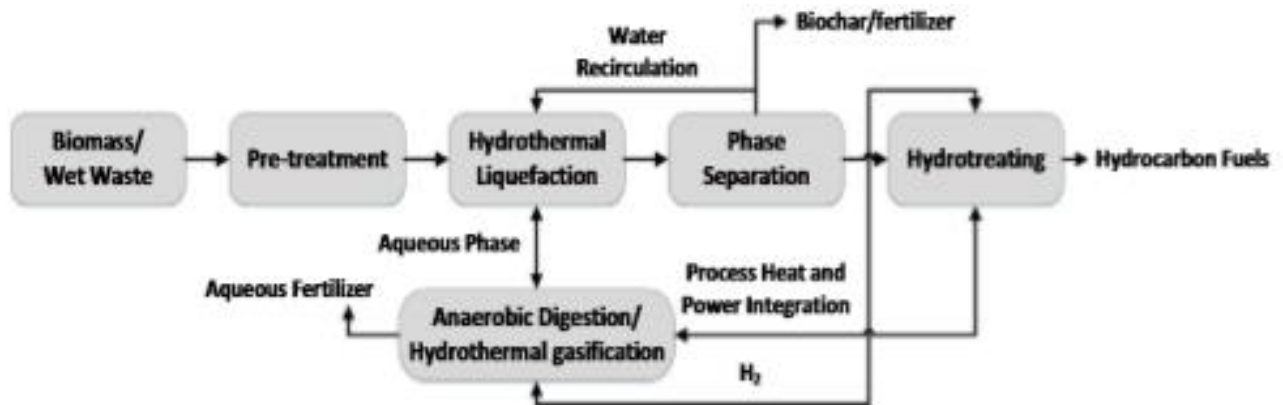 Biochar/fertilizer
Water
Recirculation
Biomass/
Wet Waste
Pre-treatment
Hydrothermal
Liquefaction
Phase
Separation
Hydrotreating
Hydrocarbon Fuels
Aqueous Phase
Process Heat and
Power Integration
Aqueous Fertilizer
Anaerobic Digestion/
Hydrothermal gasification
H₂